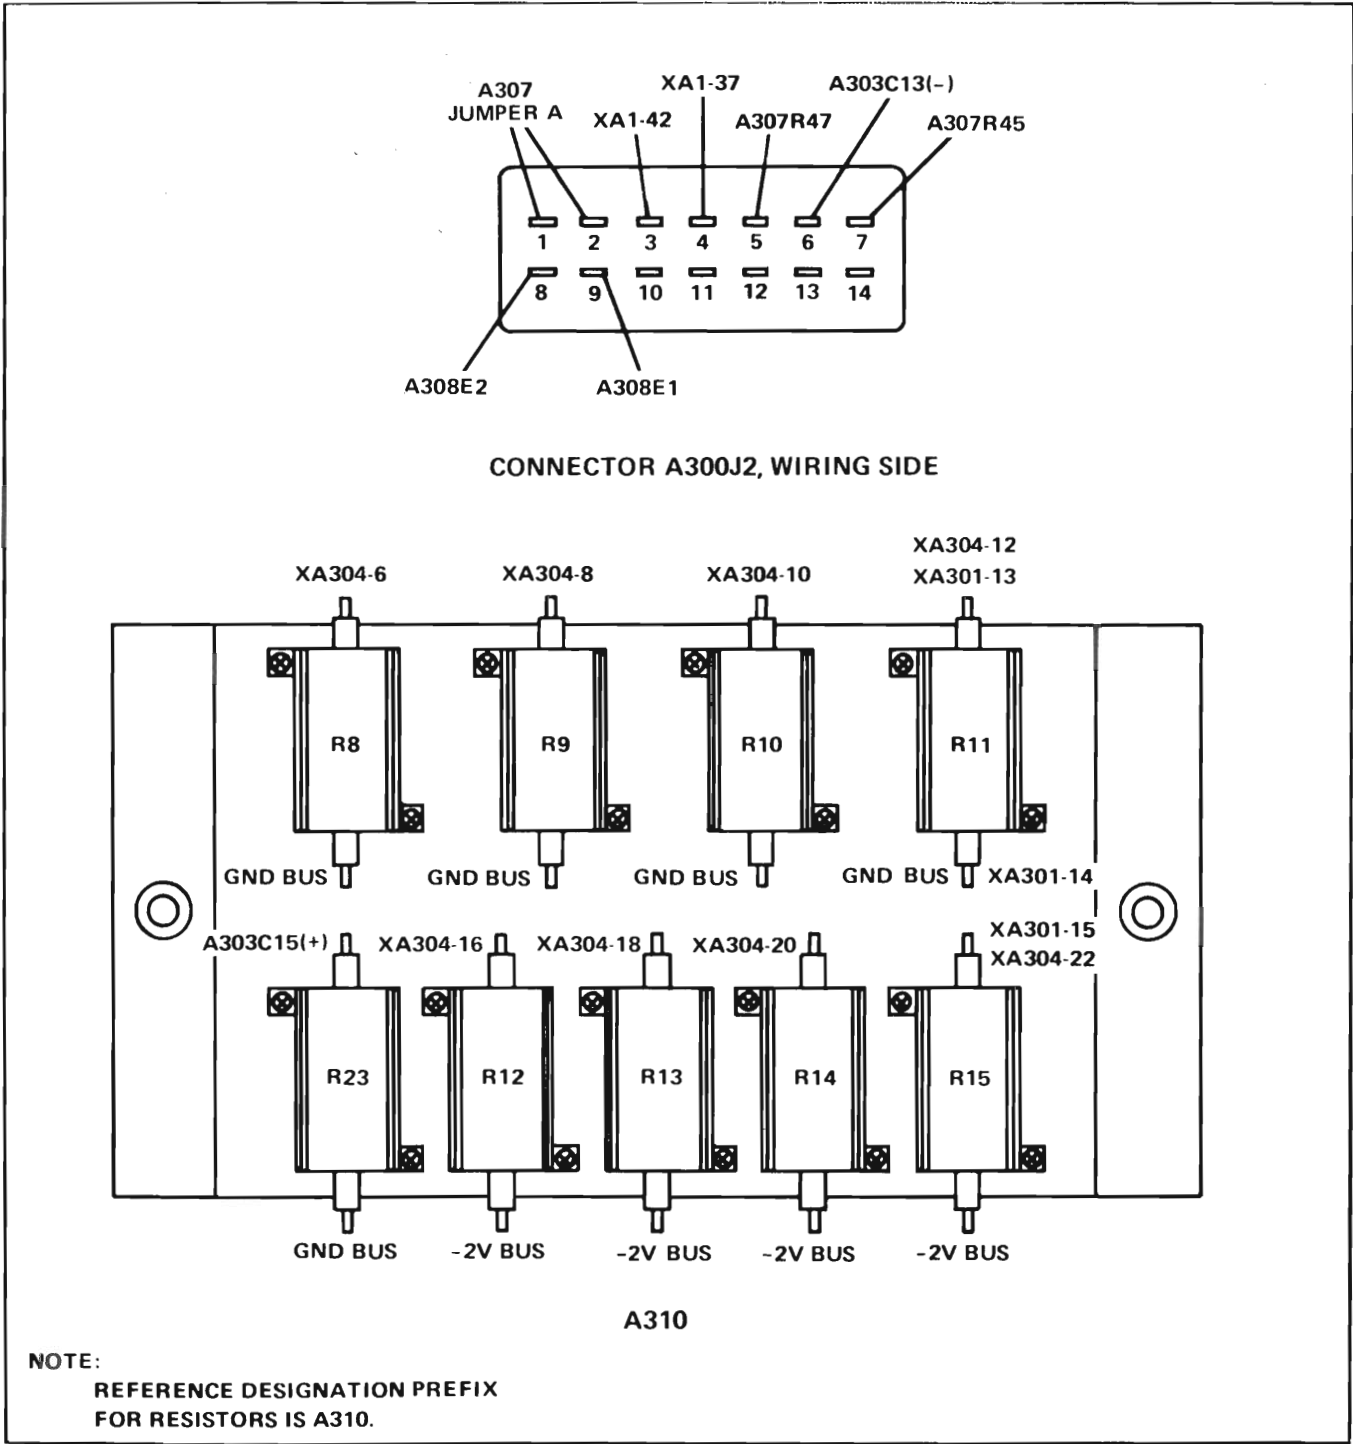 A307
JUMPER A
XA1-42
XA1-37
A307R47
A303C13(-)
A307R45
1 2 3 4 5 6 7
8 9 10 11 12 13 14
A308E2
A308E1
CONNECTOR A300J2, WIRING SIDE
XA304-6
XA304-8
XA304-10
XA304-12
XA301-13
R8
R9
R10
R11
GND BUS
GND BUS
GND BUS
GND BUS
XA301-14
A303C15(+)
XA304-16
XA304-18
XA304-20
XA301-15
XA304-22
R23
R12
R13
R14
R15
GND BUS
-2V BUS
-2V BUS
-2V BUS
-2V BUS
A310
NOTE:
REFERENCE DESIGNATION PREFIX
FOR RESISTORS IS A310.